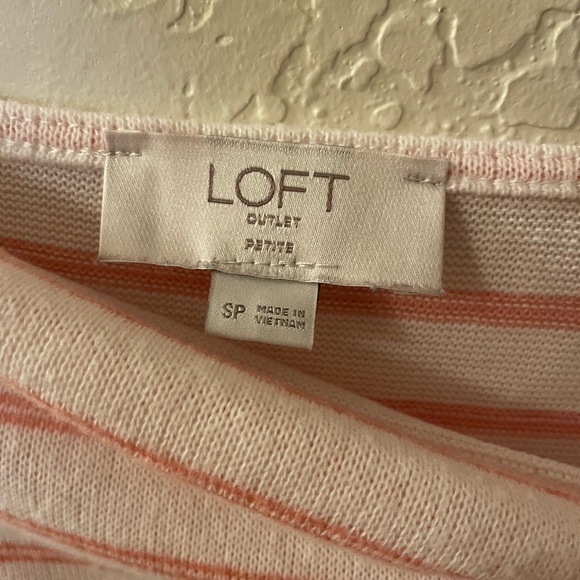 LOFT
OUTLET
PETITE
SP MADE IN
VIETNAM